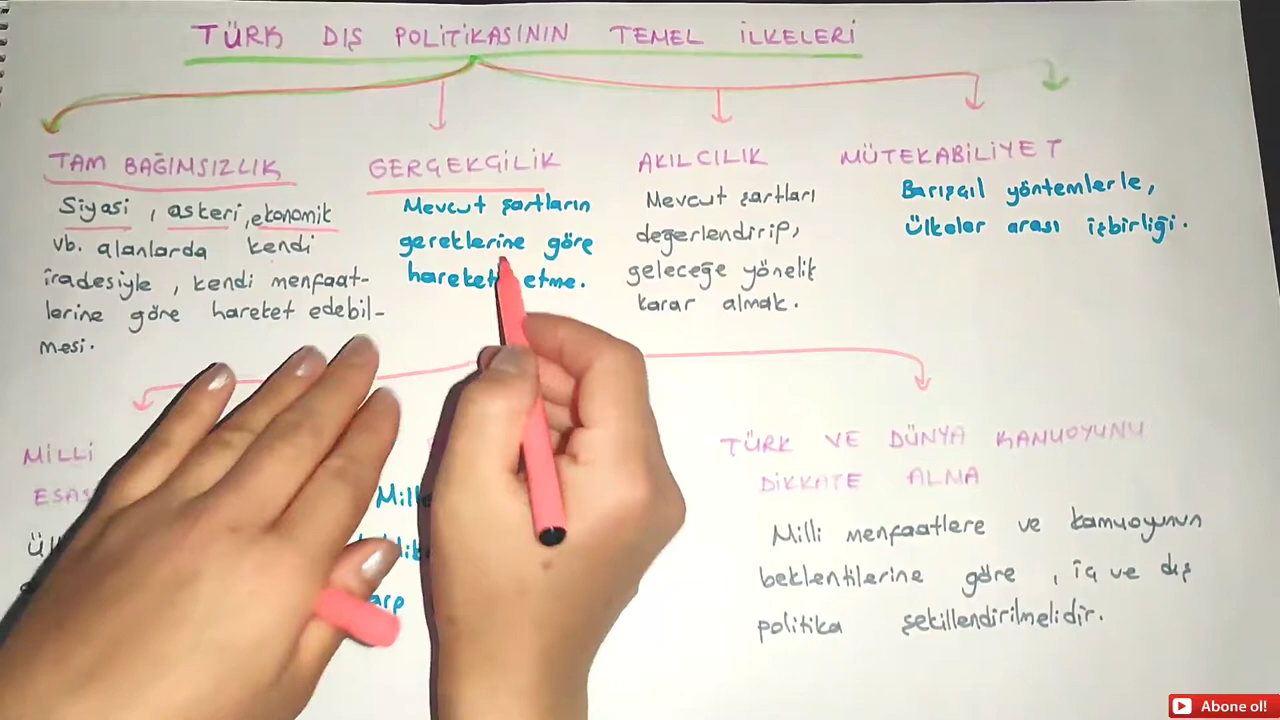 TÜRK DIŞ POLİTİKASININ TEMEL İLKELERİ
TAM BAĞIMSIZLIK
Siyasi, askeri, ekonomik
vb. alanlarda kendi
iradesiyle, kendi menfaat-
lerine göre hareket edebil-
mesi.
GERÇEKÇİLİK
Mevcut şartların
gereklerine göre
hareket etme.
AKILCILIK
Mevcut şartları
değerlendirip,
geleceğe yönelik
karar almak.
MÜTEKABİLİYET
Barışçıl yöntemlerle,
ülkeler arası işbirliği.
MİLLİ
TÜRK VE DÜNYA KAMUOYUNU
DİKKATE ALMA
Milli menfaatlere ve kamuoyunun
beklentilerine göre, iç ve dış
politika şekillendirilmelidir.
Abone ol!